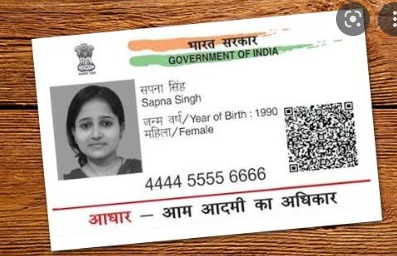 भारत सरकार
GOVERNMENT OF INDIA
सपना सिंह
Sapna Singh
जन्म वर्ष/Year of Birth : 1990
महिला/Female
4444 5555 6666
आधार — आम आदमी का अधिकार